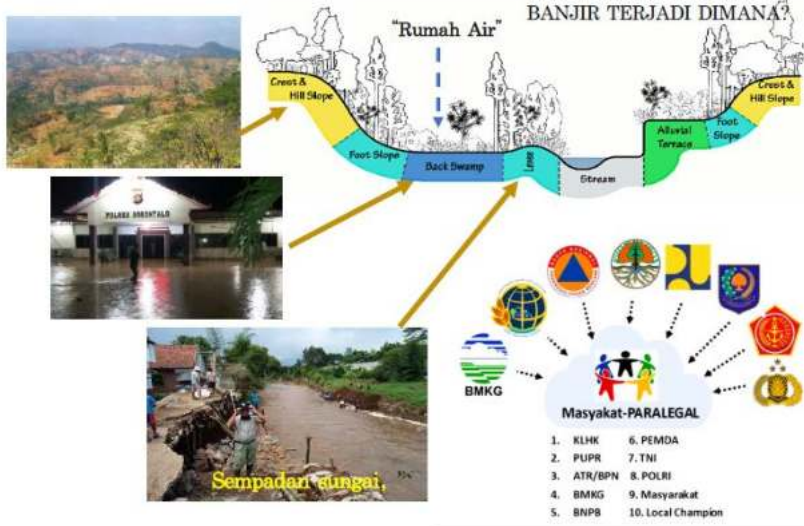 BANJIR TERJADI DIMANA?
"Rumah Air"
Crest &
Hill Slope
Foot Slope
Back Swamp
Levee
Stream
Alluvial
Terrace
Foot
Slope
Crest &
Hill Slope
POLRES GORONTALO
Sempadan sungai,
BMKG
Masyakat-PARALEGAL
1. KLHK
2. PUPR
3. ATR/BPN
4. BMKG
5. BNPB
6. PEMDA
7. TNI
8. POLRI
9. Masyarakat
10. Local Champion